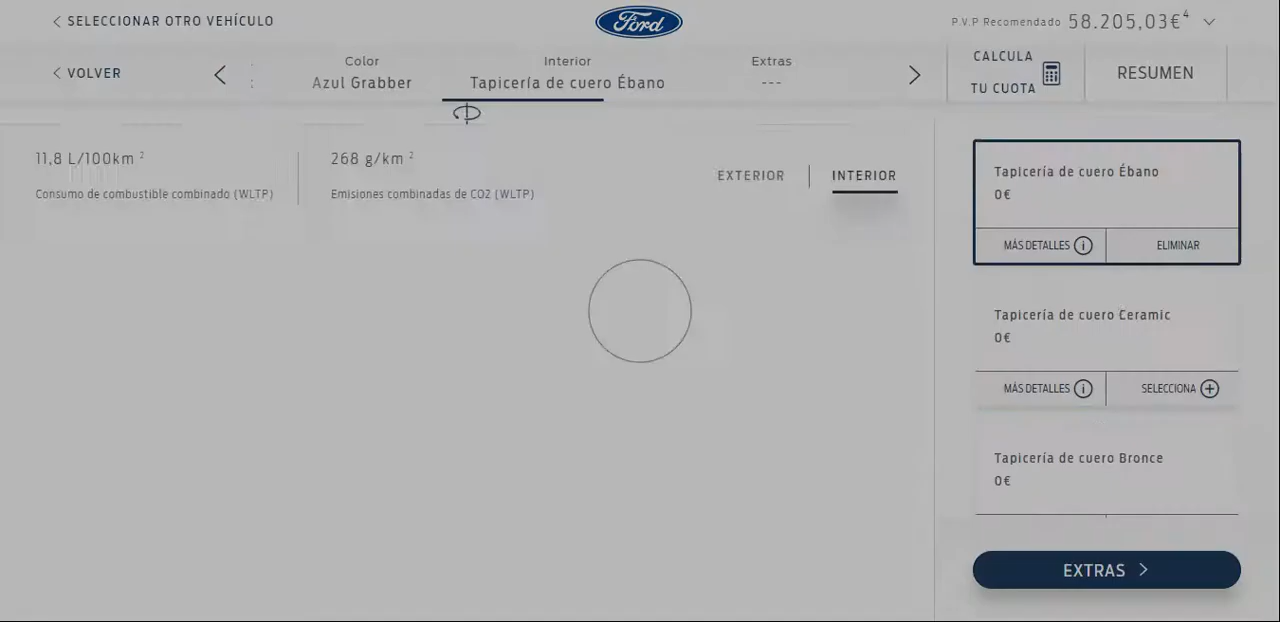 SELECCIONAR OTRO VEHÍCULO
Ford
P.V.P Recomendado 58.205,03€4
VOLVER
Color
Azul Grabber
Interior
Tapicería de cuero Ébano
Extras
---
CALCULA
TU CUOTA
RESUMEN
11,8 L/100km 2
Consumo de combustible combinado (WLTP)
268 g/km 2
Emisiones combinadas de CO2 (WLTP)
EXTERIOR
INTERIOR
Tapicería de cuero Ébano
0€
MÁS DETALLES
ELIMINAR
Tapicería de cuero Ceramic
0€
MÁS DETALLES
SELECCIONA
Tapicería de cuero Bronce
0€
EXTRAS